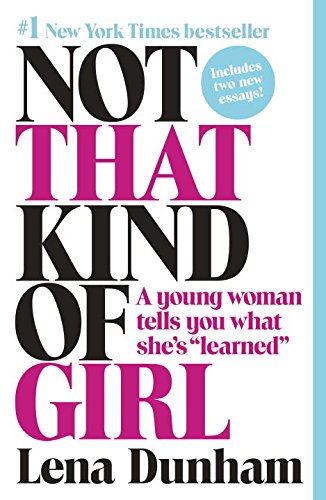 #1 New York Times bestseller
NOT
Includes
two new
essays!
THAT
KIND
OF
A young woman
tells you what
she's “learned”
GIRL
Lena Dunham